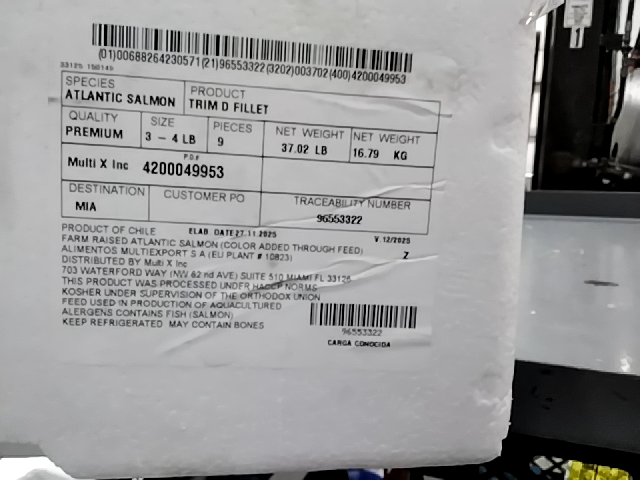 (01)00688264230571(21)96553322(3202)003702(400)4200049953
33125 150145
SPECIES PRODUCT
ATLANTIC SALMON TRIM D FILLET
QUALITY SIZE PIECES NET WEIGHT NET WEIGHT
PREMIUM 3 - 4 LB 9 37.02 LB 16.79 KG
P.O#
Multi X Inc 4200049953
DESTINATION CUSTOMER PO TRACEABILITY NUMBER
MIA 96553322
PRODUCT OF CHILE ELAB. DATE 27.11.2025 V.12/2025
FARM RAISED ATLANTIC SALMON (COLOR ADDED THROUGH FEED) Z
ALIMENTOS MULTIEXPORT S A (EU PLANT # 10823)
DISTRIBUTED BY Multi X Inc
703 WATERFORD WAY (NW 62 nd AVE) SUITE 510 MIAMI FL 33126
THIS PRODUCT WAS PROCESSED UNDER HACCP NORMS
KOSHER UNDER SUPERVISION OF THE ORTHODOX UNION
FEED USED IN PRODUCTION OF AQUACULTURED
ALERGENS CONTAINS FISH (SALMON)
KEEP REFRIGERATED MAY CONTAIN BONES
96553322
CARGA CONOCIDA